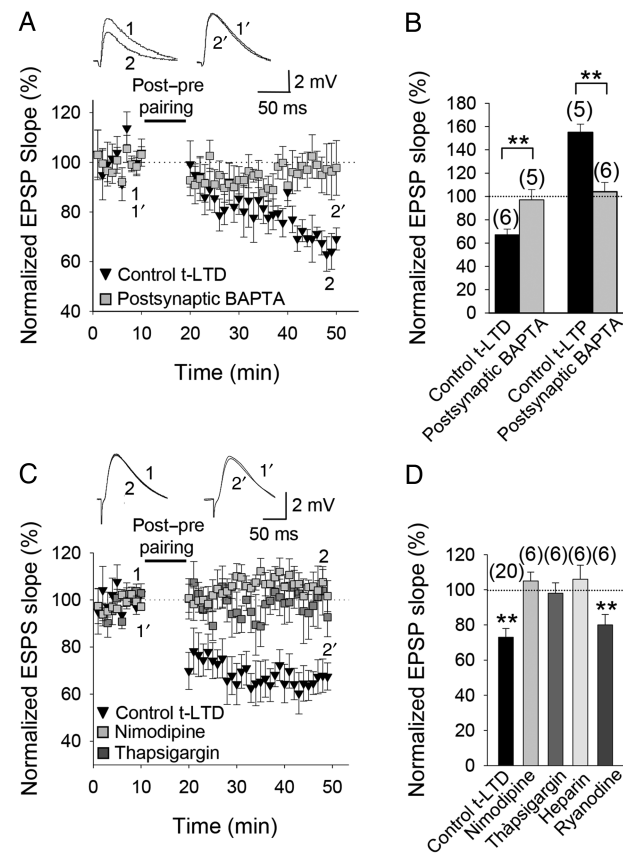 A
1
2
1′
2′
Post–pre
pairing
2 mV
50 ms
Normalized EPSP Slope (%)
120
100
80
60
40
1
1′
2′
2
Control t-LTD
Postsynaptic BAPTA
0 10 20 30 40 50
Time (min)
B
Normalized EPSP slope (%)
180
160
140
120
100
80
60
40
20
0
**
**
(6)
(5)
(5)
(6)
Control t-LTD
Postsynaptic BAPTA
Control t-LTP
Postsynaptic BAPTA
C
1
2
1′
2′
Post–pre
pairing
2 mV
50 ms
Normalized ESPS slope (%)
120
100
80
60
40
1
1′
2
2′
Control t-LTD
Nimodipine
Thapsigargin
0 10 20 30 40 50
Time (min)
D
Normalized EPSP slope (%)
120
100
80
60
40
20
0
(20)
(6)
(6)
(6)
(6)
**
**
Control t-LTD
Nimodipine
Thapsigargin
Heparin
Ryanodine